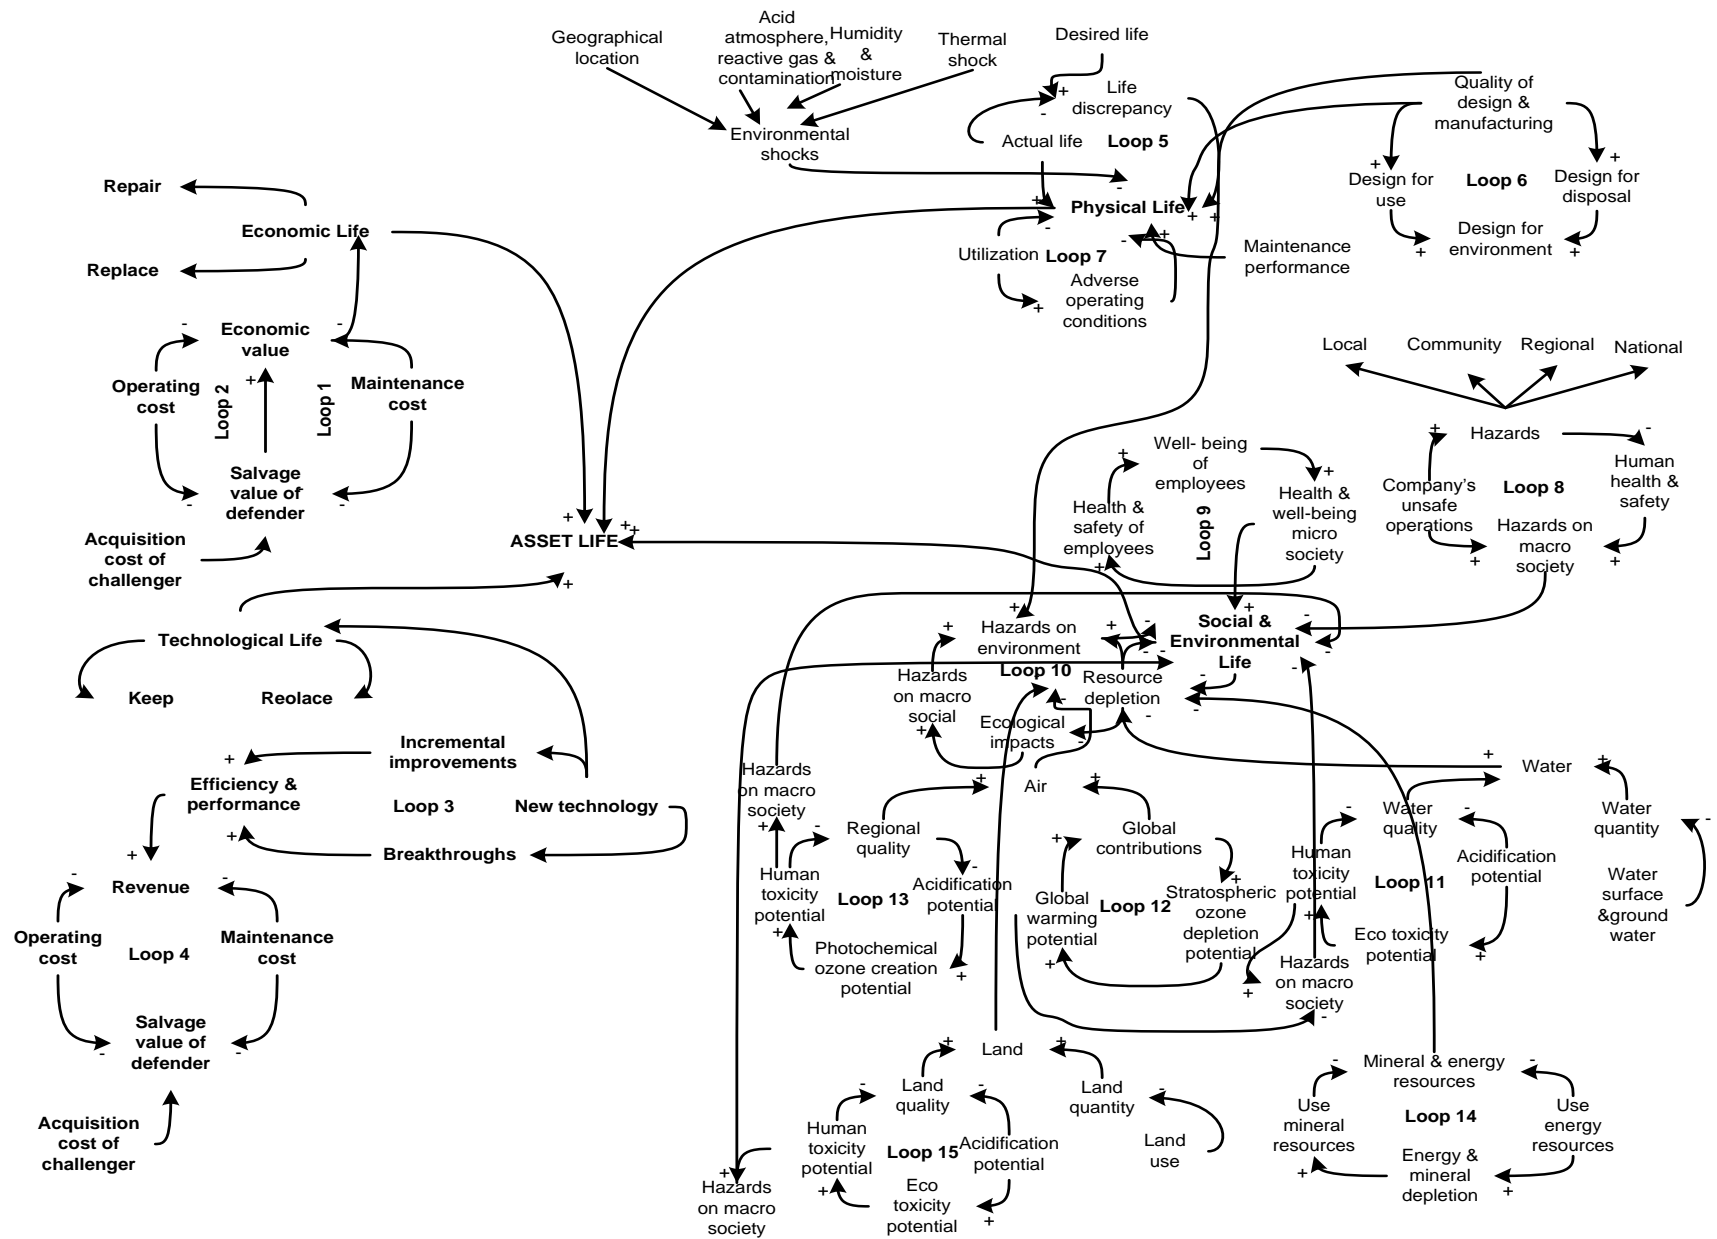 Geographical
location
Acid
atmosphere,
reactive gas &
contamination
Humidity
&
moisture
Thermal
shock
Desired life
Life
discrepancy
Actual life
Loop 5
Environmental
shocks
Quality of
design &
manufacturing
Design for
use
Loop 6
Design for
disposal
Design for
environment
Physical Life
Utilization
Loop 7
Adverse
operating
conditions
Maintenance
performance
Repair
Economic Life
Replace
Economic
value
Operating
cost
Loop 2
Loop 1
Maintenance
cost
Salvage
value of
defender
Acquisition
cost of
challenger
ASSET LIFE
Local
Community
Regional
National
Hazards
Company's
unsafe
operations
Loop 8
Human
health &
safety
Hazards on
macro
society
Well- being
of
employees
Health &
safety of
employees
Loop 9
Health &
well-being
micro
society
Social &
Environmental
Life
Technological Life
Keep
Reolace
Hazards on
environment
Loop 10
Hazards
on macro
social
Resource
depletion
Ecological
impacts
Incremental
improvements
Efficiency &
performance
Loop 3
New technology
Breakthroughs
Revenue
Operating
cost
Loop 4
Maintenance
cost
Salvage
value of
defender
Acquisition
cost of
challenger
Hazards
on macro
society
Air
Regional
quality
Human
toxicity
potential
Loop 13
Acidification
potential
Photochemical
ozone creation
potential
Global
contributions
Global
warming
potential
Loop 12
Stratospheric
ozone
depletion
potential
Water
Water
quality
Water
quantity
Human
toxicity
potential
Loop 11
Acidification
potential
Water
surface
&ground
water
Eco toxicity
potential
Hazards
on macro
society
Land
Land
quality
Land
quantity
Human
toxicity
potential
Loop 15
Acidification
potential
Land
use
Eco
toxicity
potential
Hazards
on macro
society
Mineral & energy
resources
Use
mineral
resources
Loop 14
Use
energy
resources
Energy &
mineral
depletion